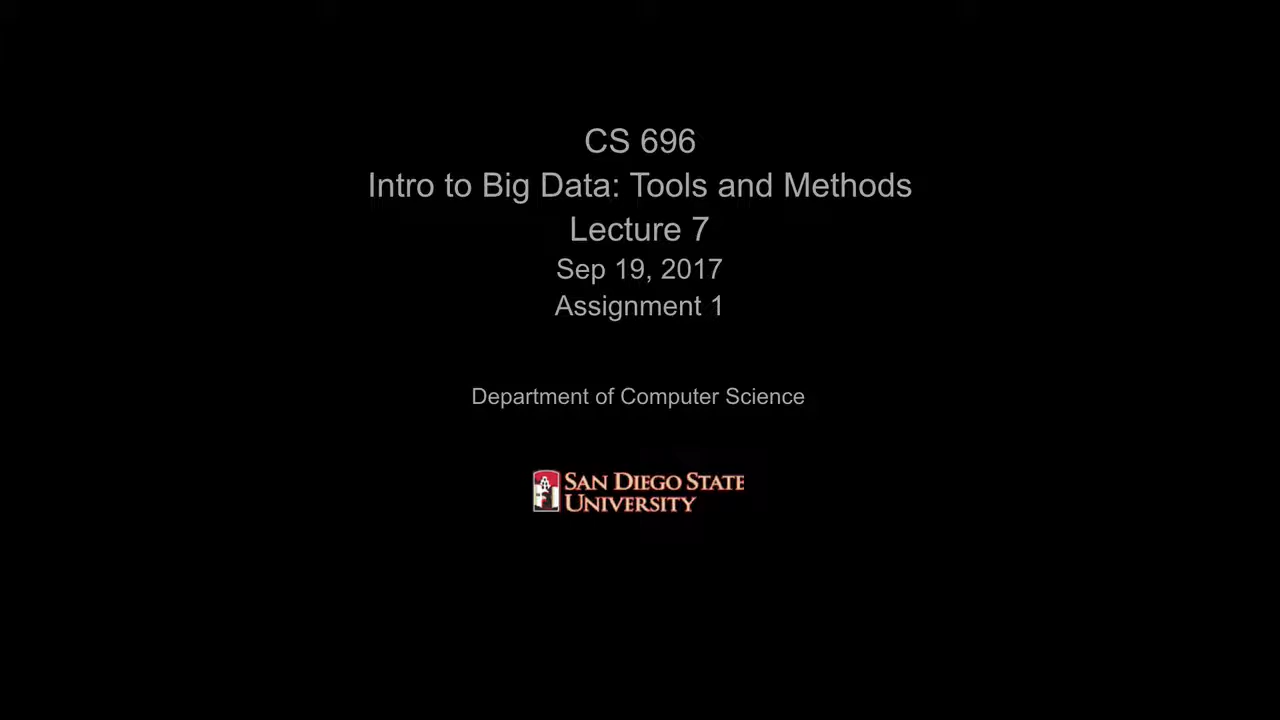 CS 696
Intro to Big Data: Tools and Methods
Lecture 7
Sep 19, 2017
Assignment 1
Department of Computer Science
SAN DIEGO STATE
UNIVERSITY